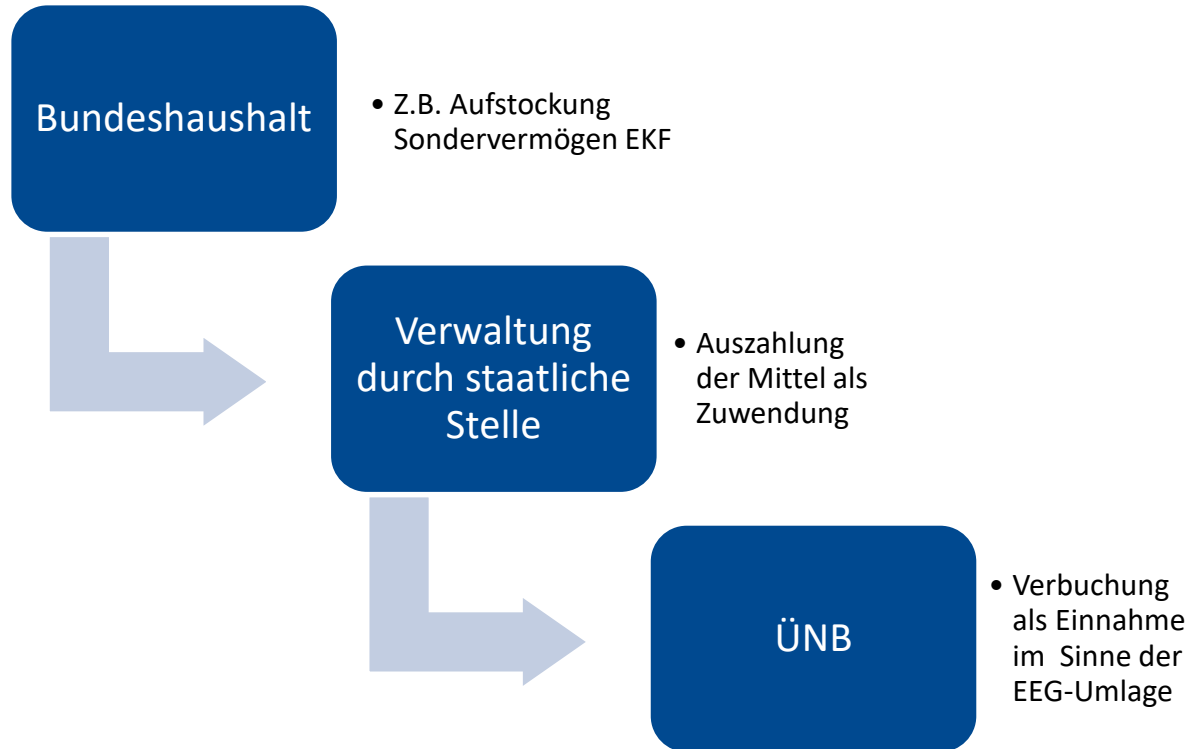 Bundeshaushalt
• Z.B. Aufstockung
Sondervermögen EKF
Verwaltung
durch staatliche
Stelle
• Auszahlung
der Mittel als
Zuwendung
ÜNB
• Verbuchung
als Einnahme
im Sinne der
EEG-Umlage